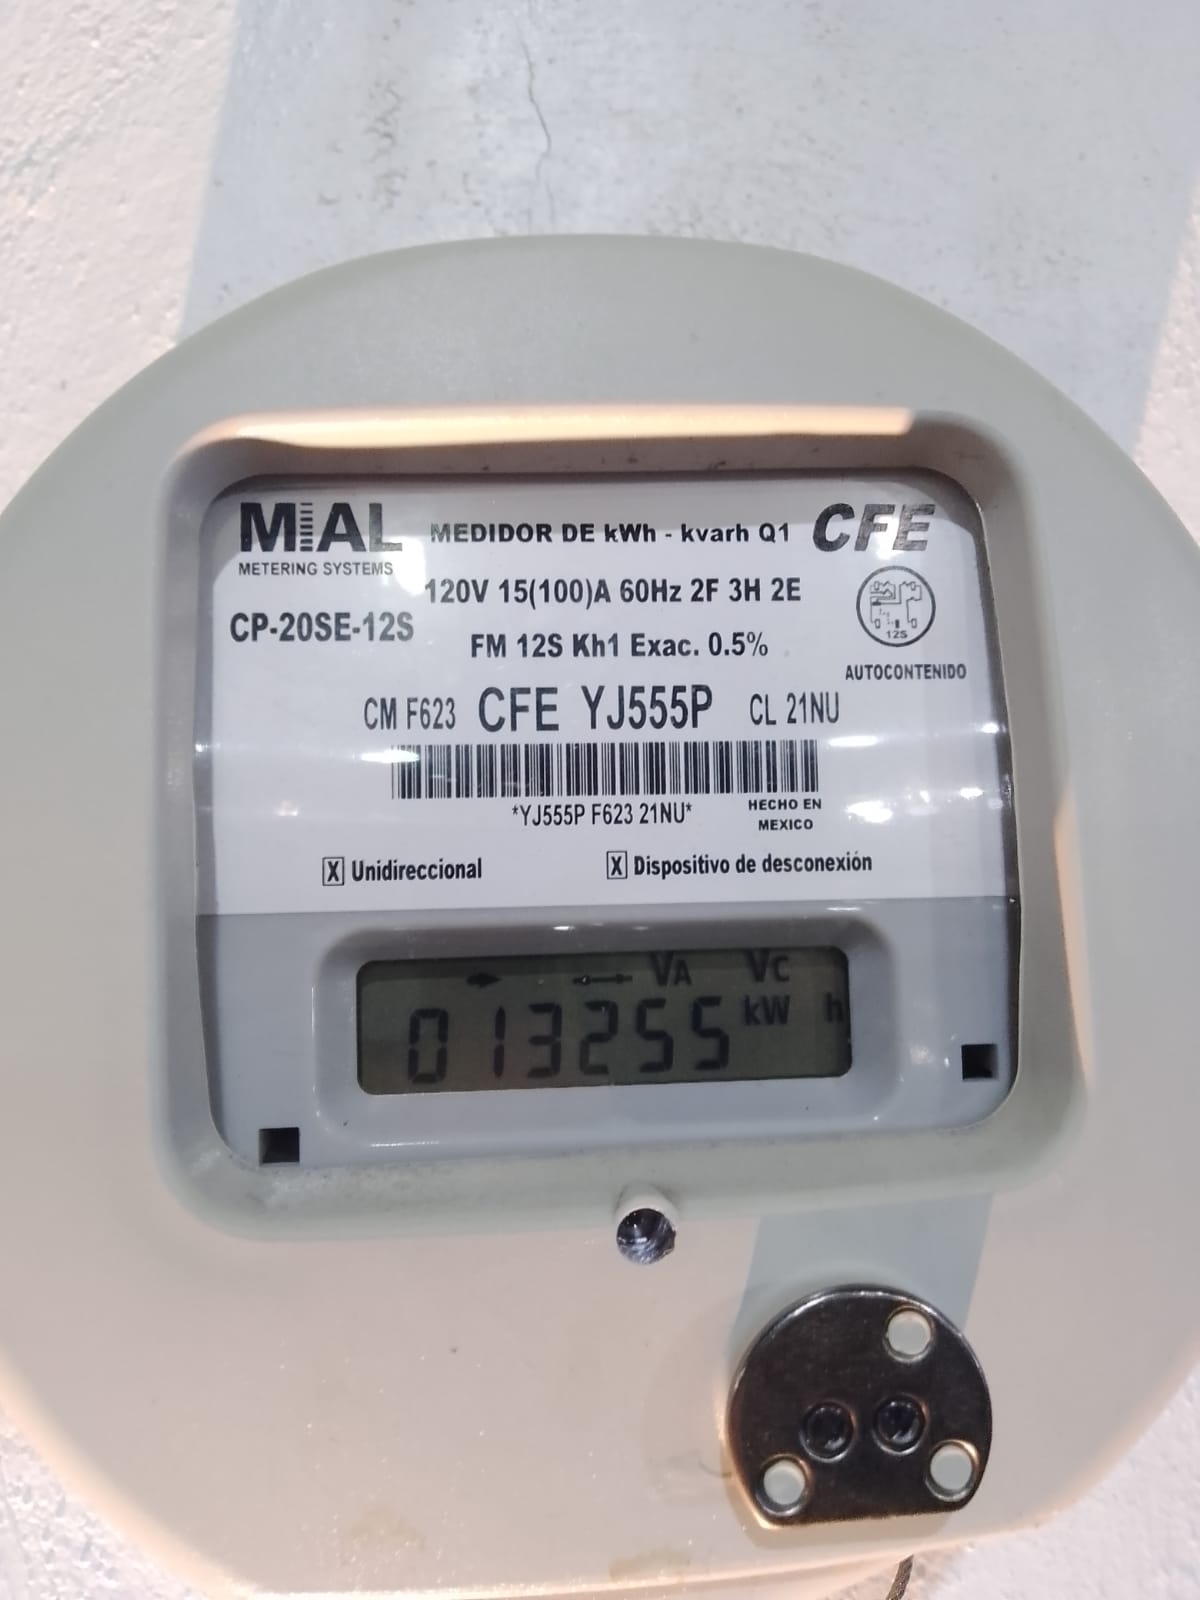 MIAL
METERING SYSTEMS
MEDIDOR DE kWh - kvarh Q1
CFE
120V 15(100)A 60Hz 2F 3H 2E
CP-20SE-12S
FM 12S Kh1 Exac. 0.5%
12S
AUTOCONTENIDO
CM F623 CFE YJ555P CL 21NU
*YJ555P F623 21NU*
HECHO EN
MEXICO
X Unidireccional
X Dispositivo de desconexión
VA VC
013255 kW h